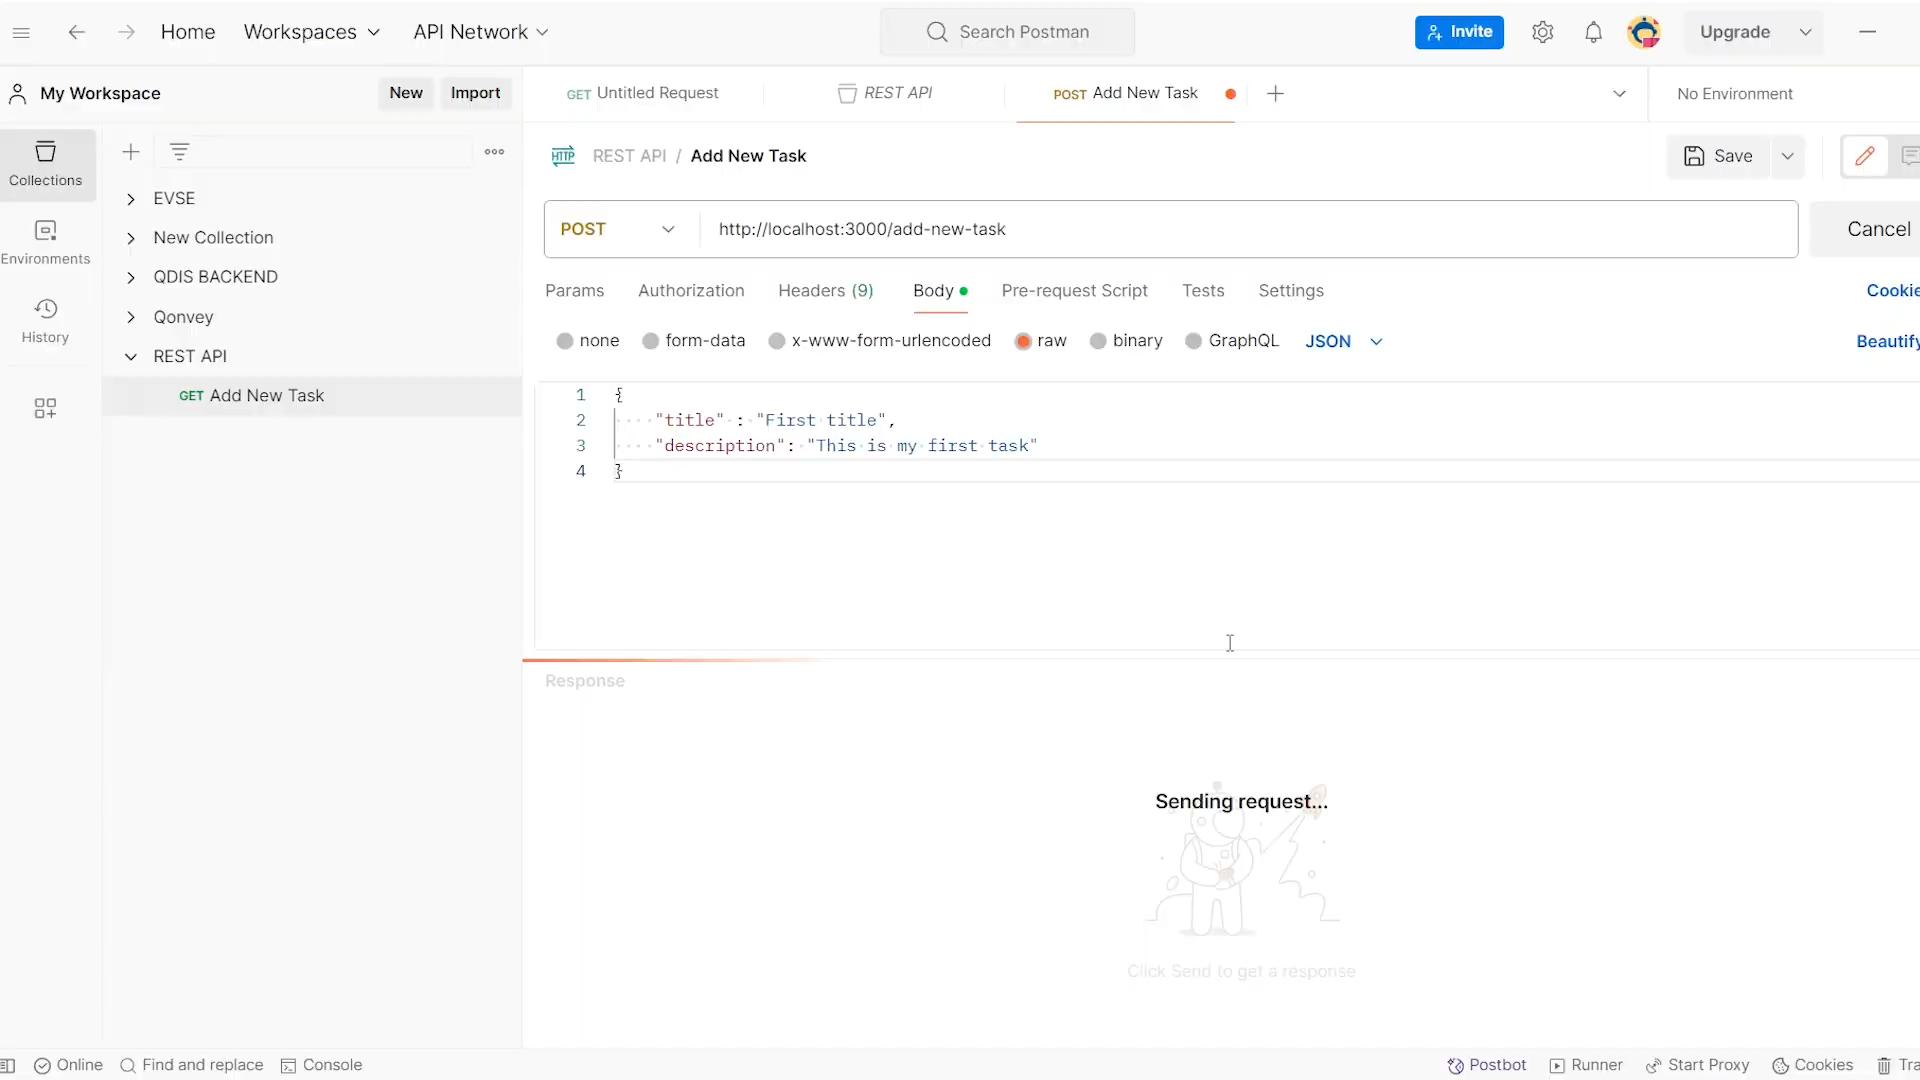 Home Workspaces API Network Search Postman Invite Upgrade
My Workspace New Import GET Untitled Request REST API POST Add New Task No Environment
Collections
Environments
History
EVSE
New Collection
QDIS BACKEND
Qonvey
REST API
GET Add New Task
HTTP REST API / Add New Task Save
POST http://localhost:3000/add-new-task Cancel
Params Authorization Headers (9) Body Pre-request Script Tests Settings Cookie
none form-data x-www-form-urlencoded raw binary GraphQL JSON Beautify
1 {
2 "title" : "First title",
3 "description": "This is my first task"
4 }
Response
Sending request...
Click Send to get a response
Online Find and replace Console Postbot Runner Start Proxy Cookies Tra